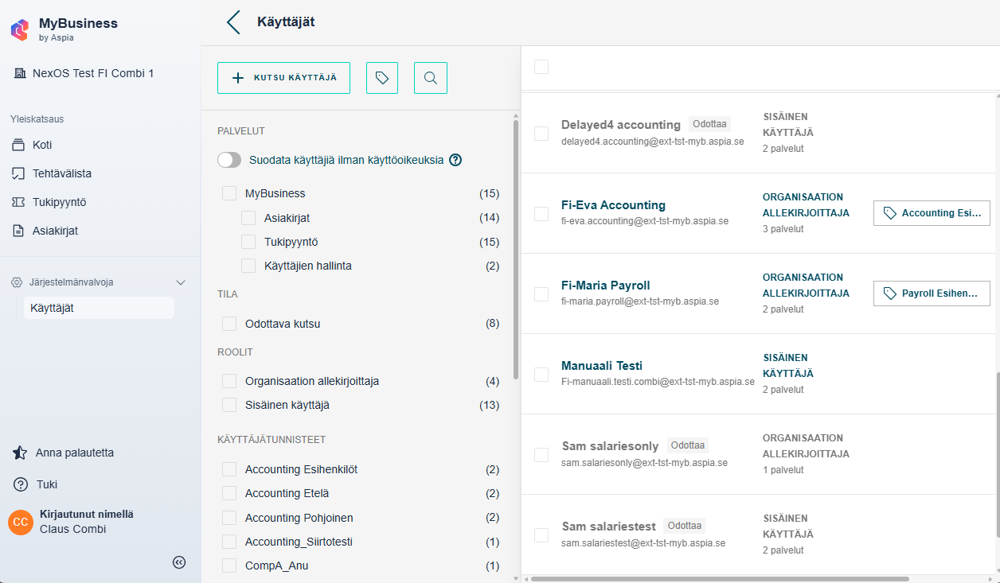 MyBusiness
by Aspia
NexOS Test FI Combi 1
Yleiskatsaus
Koti
Tehtävälista
Tukipyyntö
Asiakirjat
Järjestelmänvalvoja
Käyttäjät
Anna palautetta
Tuki
CC
Kirjautunut nimellä
Claus Combi
Käyttäjät
KUTSU KÄYTTÄJÄ
PALVELUT
Suodata käyttäjiä ilman käyttöoikeuksia
MyBusiness (15)
Asiakirjat (14)
Tukipyyntö (15)
Käyttäjien hallinta (2)
TILA
Odottava kutsu (8)
ROOLIT
Organisaation allekirjoittaja (4)
Sisäinen käyttäjä (13)
KÄYTTÄJÄTUNNISTEET
Accounting Esihenkilöt (2)
Accounting Etelä (2)
Accounting Pohjoinen (2)
Accounting_Siirtotesti (1)
CompA_Anu (1)
Delayed4 accounting Odottaa
delayed4.accounting@ext-tst-myb.aspia.se
SISÄINEN
KÄYTTÄJÄ
2 palvelut
Fi-Eva Accounting
fi-eva.accounting@ext-tst-myb.aspia.se
ORGANISAATION
ALLEKIRJOITTAJA
3 palvelut
Accounting Esi...
Fi-Maria Payroll
fi-maria.payroll@ext-tst-myb.aspia.se
ORGANISAATION
ALLEKIRJOITTAJA
2 palvelut
Payroll Esihen...
Manuaali Testi
Fi-manuaali.testi.combi@ext-tst-myb.aspia.se
SISÄINEN
KÄYTTÄJÄ
2 palvelut
Sam salariesonly Odottaa
sam.salariesonly@ext-tst-myb.aspia.se
ORGANISAATION
ALLEKIRJOITTAJA
1 palvelut
Sam salariestest Odottaa
sam.salariestest@ext-tst-myb.aspia.se
SISÄINEN
KÄYTTÄJÄ
2 palvelut